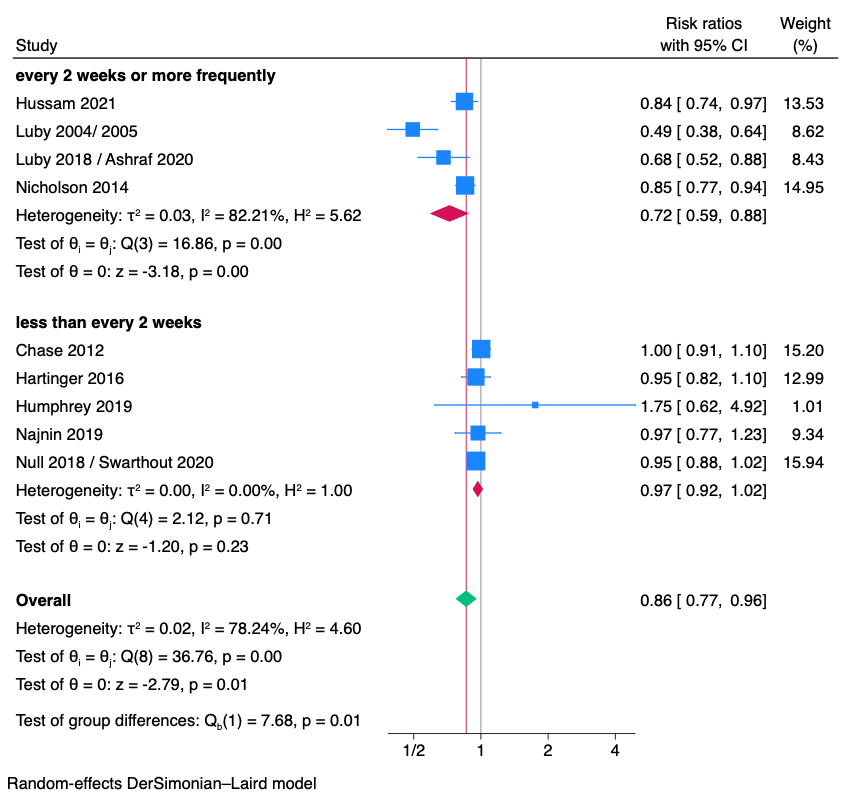 Risk ratios Weight
Study with 95% CI (%)
every 2 weeks or more frequently
Hussam 2021 0.84 [ 0.74, 0.97] 13.53
Luby 2004/ 2005 0.49 [ 0.38, 0.64] 8.62
Luby 2018 / Ashraf 2020 0.68 [ 0.52, 0.88] 8.43
Nicholson 2014 0.85 [ 0.77, 0.94] 14.95
Heterogeneity: τ² = 0.03, I² = 82.21%, H² = 5.62 0.72 [ 0.59, 0.88]
Test of θᵢ = θⱼ: Q(3) = 16.86, p = 0.00
Test of θ = 0: z = -3.18, p = 0.00
less than every 2 weeks
Chase 2012 1.00 [ 0.91, 1.10] 15.20
Hartinger 2016 0.95 [ 0.82, 1.10] 12.99
Humphrey 2019 1.75 [ 0.62, 4.92] 1.01
Najnin 2019 0.97 [ 0.77, 1.23] 9.34
Null 2018 / Swarthout 2020 0.95 [ 0.88, 1.02] 15.94
Heterogeneity: τ² = 0.00, I² = 0.00%, H² = 1.00 0.97 [ 0.92, 1.02]
Test of θᵢ = θⱼ: Q(4) = 2.12, p = 0.71
Test of θ = 0: z = -1.20, p = 0.23
Overall 0.86 [ 0.77, 0.96]
Heterogeneity: τ² = 0.02, I² = 78.24%, H² = 4.60
Test of θᵢ = θⱼ: Q(8) = 36.76, p = 0.00
Test of θ = 0: z = -2.79, p = 0.01
Test of group differences: Q_b(1) = 7.68, p = 0.01
1/2 1 2 4
Random-effects DerSimonian–Laird model